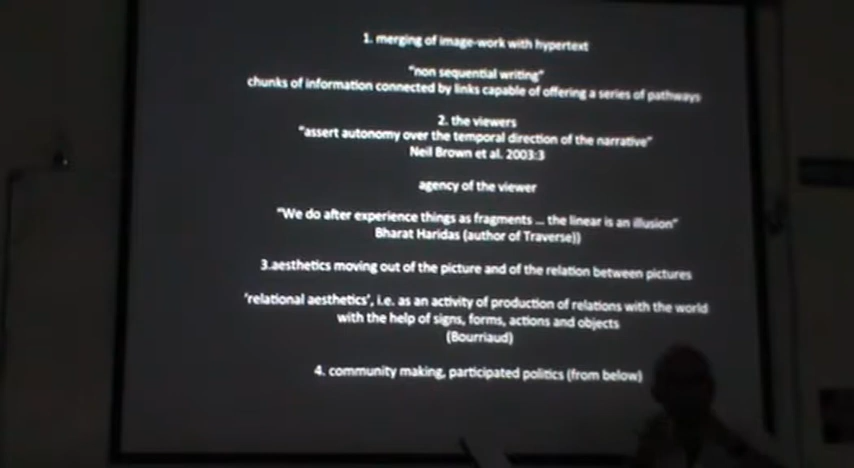 1. merging of image-work with hypertext
"non sequential writing"
chunks of information connected by links capable of offering a series of pathways
2. the viewers
"assert autonomy over the temporal direction of the narrative"
Neil Brown et al. 2003:3
agency of the viewer
"We do after experience things as fragments ... the linear is an illusion"
Bharat Haridas (author of Traverse))
3.aesthetics moving out of the picture and of the relation between pictures
'relational aesthetics', i.e. as an activity of production of relations with the world
with the help of signs, forms, actions and objects
(Bourriaud)
4. community making, participated politics (from below)